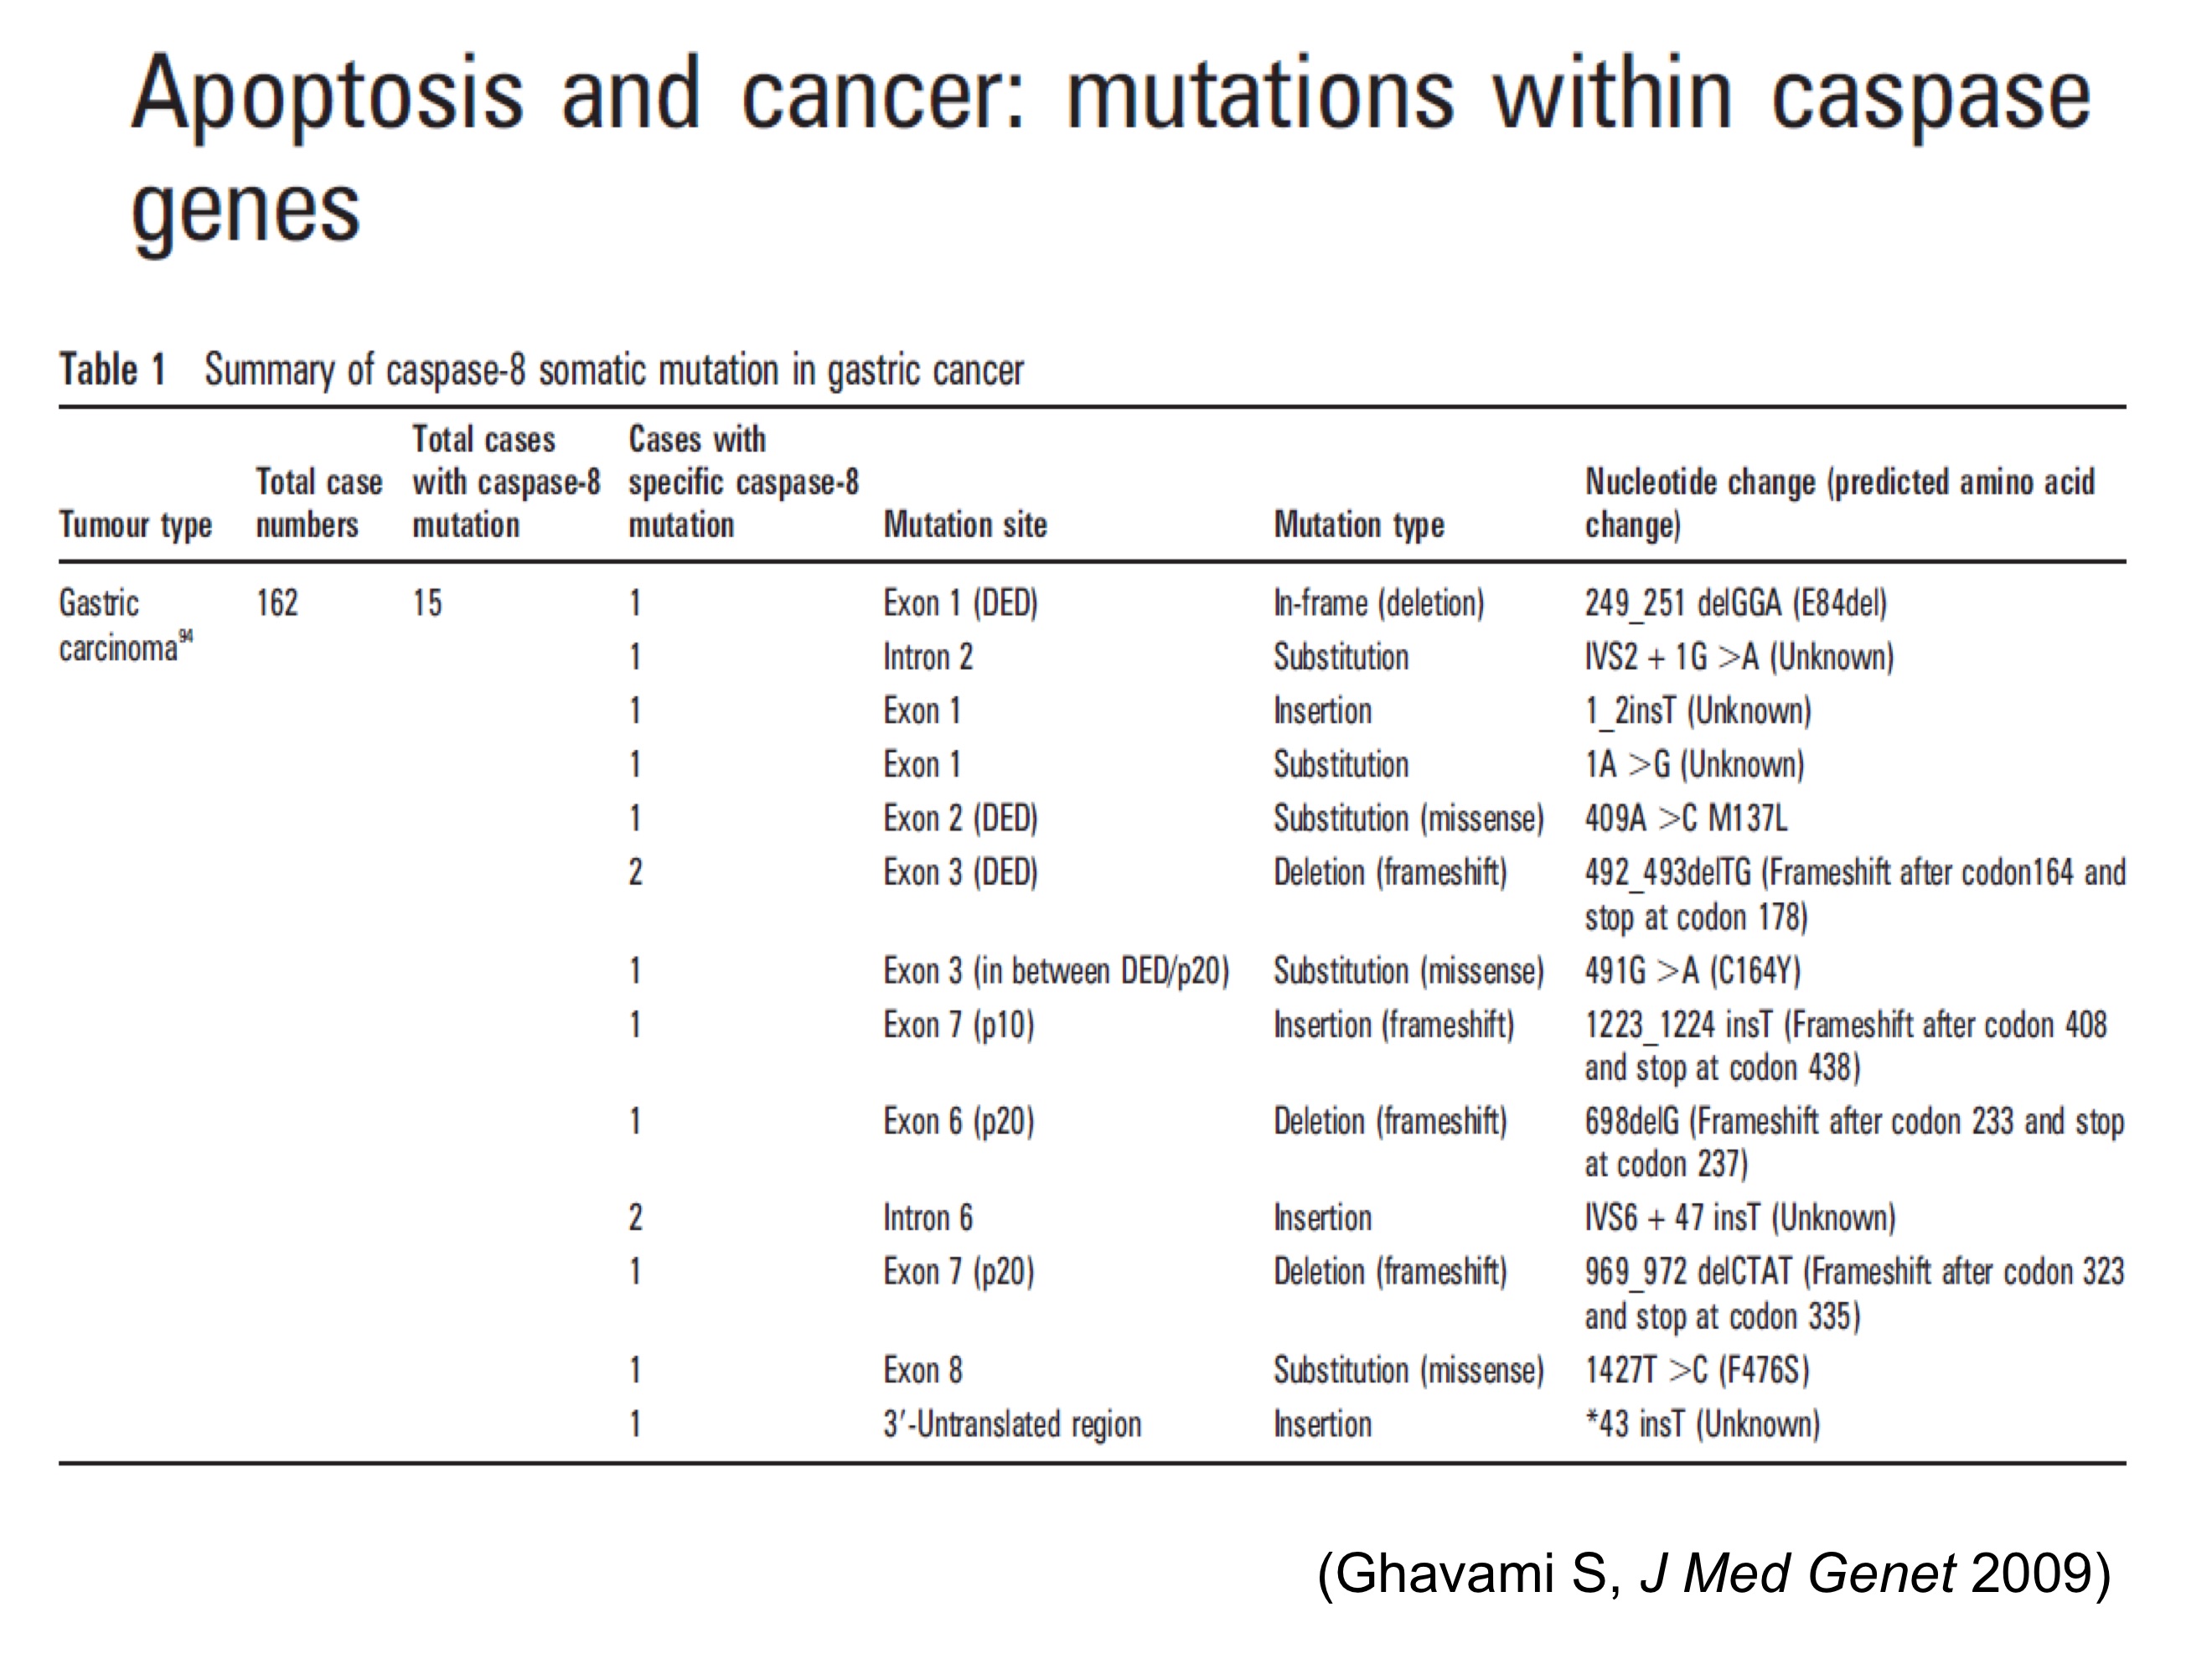 Apoptosis and cancer: mutations within caspase
genes
Table 1 Summary of caspase-8 somatic mutation in gastric cancer
Tumour type
Total case
numbers
Total cases
with caspase-8
mutation
Cases with
specific caspase-8
mutation
Mutation site
Mutation type
Nucleotide change (predicted amino acid
change)
Gastric
carcinoma94
162 15 1 Exon 1 (DED) In-frame (deletion) 249_251 delGGA (E84del)
1 Intron 2 Substitution IVS2 + 1G >A (Unknown)
1 Exon 1 Insertion 1_2insT (Unknown)
1 Exon 1 Substitution 1A >G (Unknown)
1 Exon 2 (DED) Substitution (missense) 409A >C M137L
2 Exon 3 (DED) Deletion (frameshift) 492_493delTG (Frameshift after codon164 and
stop at codon 178)
1 Exon 3 (in between DED/p20) Substitution (missense) 491G >A (C164Y)
1 Exon 7 (p10) Insertion (frameshift) 1223_1224 insT (Frameshift after codon 408
and stop at codon 438)
1 Exon 6 (p20) Deletion (frameshift) 698delG (Frameshift after codon 233 and stop
at codon 237)
2 Intron 6 Insertion IVS6 + 47 insT (Unknown)
1 Exon 7 (p20) Deletion (frameshift) 969_972 delCTAT (Frameshift after codon 323
and stop at codon 335)
1 Exon 8 Substitution (missense) 1427T >C (F476S)
1 3′-Untranslated region Insertion *43 insT (Unknown)
(Ghavami S, J Med Genet 2009)